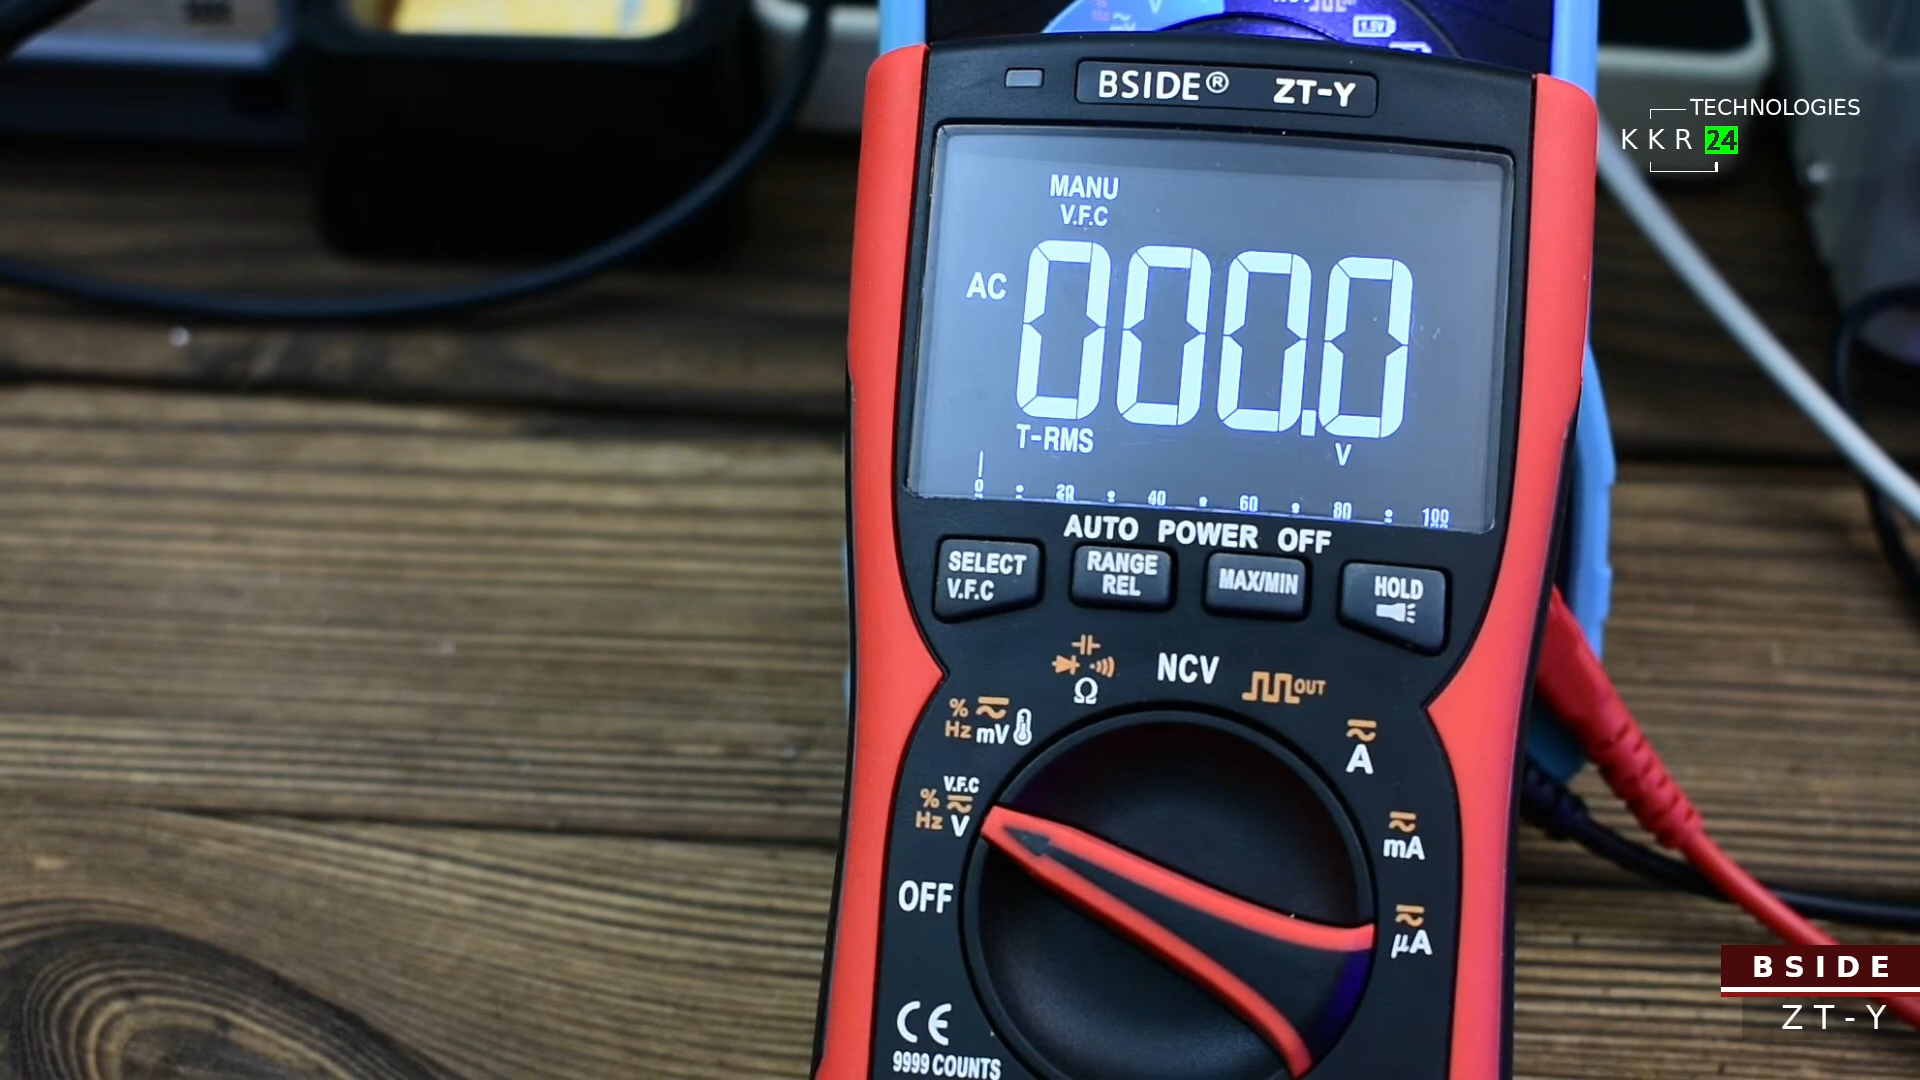 1.5V
BSIDE® ZT-Y
TECHNOLOGIES
KKR 24
MANU
V.F.C
AC
000.0
T-RMS
V
0 20 40 60 80 100
AUTO POWER OFF
SELECT
V.F.C
RANGE
REL
MAX/MIN
HOLD
Ω
NCV
OUT
%
Hz mV
A
V.F.C
%
Hz V
mA
OFF
μA
CE
9999 COUNTS
BSIDE
ZT-Y